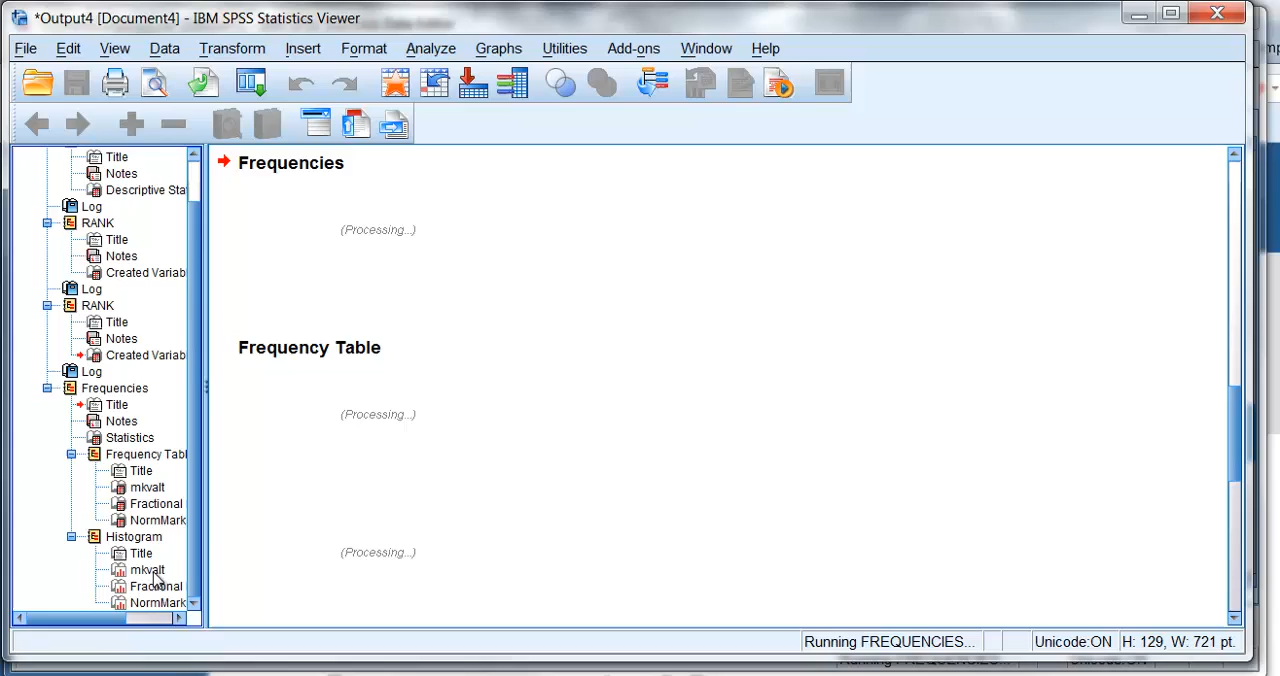 *Output4 [Document4] - IBM SPSS Statistics Viewer
File Edit View Data Transform Insert Format Analyze Graphs Utilities Add-ons Window Help
Title
Notes
Descriptive Sta
Log
RANK
Title
Notes
Created Variab
Log
RANK
Title
Notes
Created Variab
Log
Frequencies
Title
Notes
Statistics
Frequency Tabl
Title
mkvalt
Fractional
NormMark
Histogram
Title
mkvalt
Fractional
NormMark
Frequencies
(Processing...)
Frequency Table
(Processing...)
(Processing...)
Running FREQUENCIES... Unicode:ON H: 129, W: 721 pt.